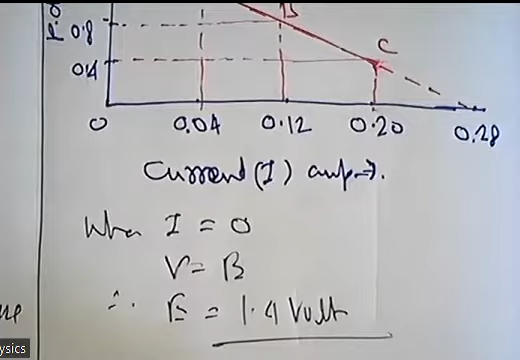 P.D
B
0.8
C
0.4
0 0.04 0.12 0.20 0.28
Current (I) amp→.
When I = 0
V = B
∴ E = 1.4 Volt
ysics